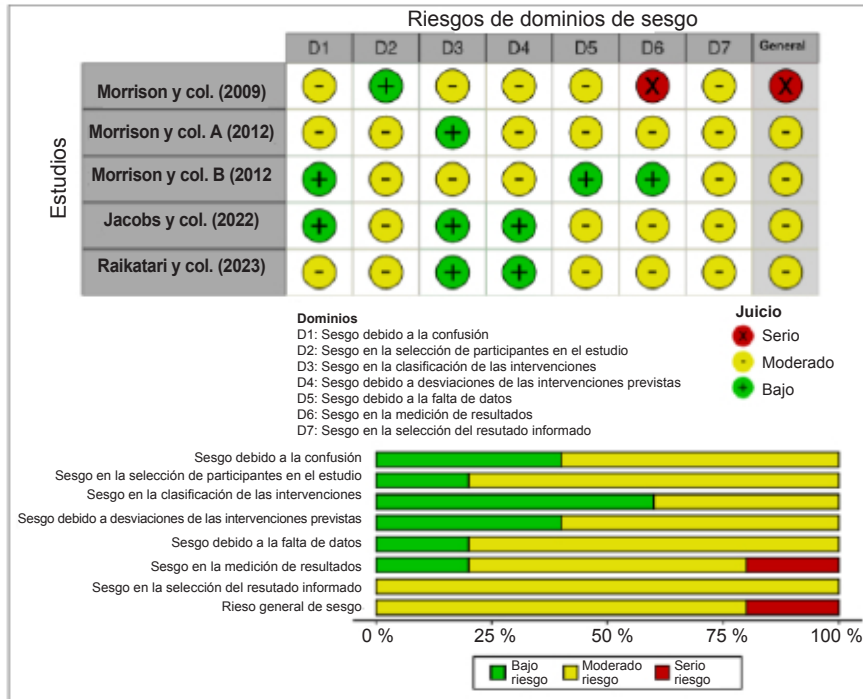 Riesgos de dominios de sesgo
D1 D2 D3 D4 D5 D6 D7 General
Estudios
Morrison y col. (2009) - + - - - X - X
Morrison y col. A (2012) - - + - - - - -
Morrison y col. B (2012 + - - - + + - -
Jacobs y col. (2022) + - + + - - - -
Raikatari y col. (2023) - - + + - - - -
Dominios
D1: Sesgo debido a la confusión
D2: Sesgo en la selección de participantes en el estudio
D3: Sesgo en la clasificación de las intervenciones
D4: Sesgo debido a desviaciones de las intervenciones previstas
D5: Sesgo debido a la falta de datos
D6: Sesgo en la medición de resultados
D7: Sesgo en la selección del resutado informado
Juicio
X Serio
- Moderado
+ Bajo
Sesgo debido a la confusión
Sesgo en la selección de participantes en el estudio
Sesgo en la clasificación de las intervenciones
Sesgo debido a desviaciones de las intervenciones previstas
Sesgo debido a la falta de datos
Sesgo en la medición de resultados
Sesgo en la selección del resutado informado
Rieso general de sesgo
0 % 25 % 50 % 75 % 100 %
Bajo riesgo
Moderado riesgo
Serio riesgo